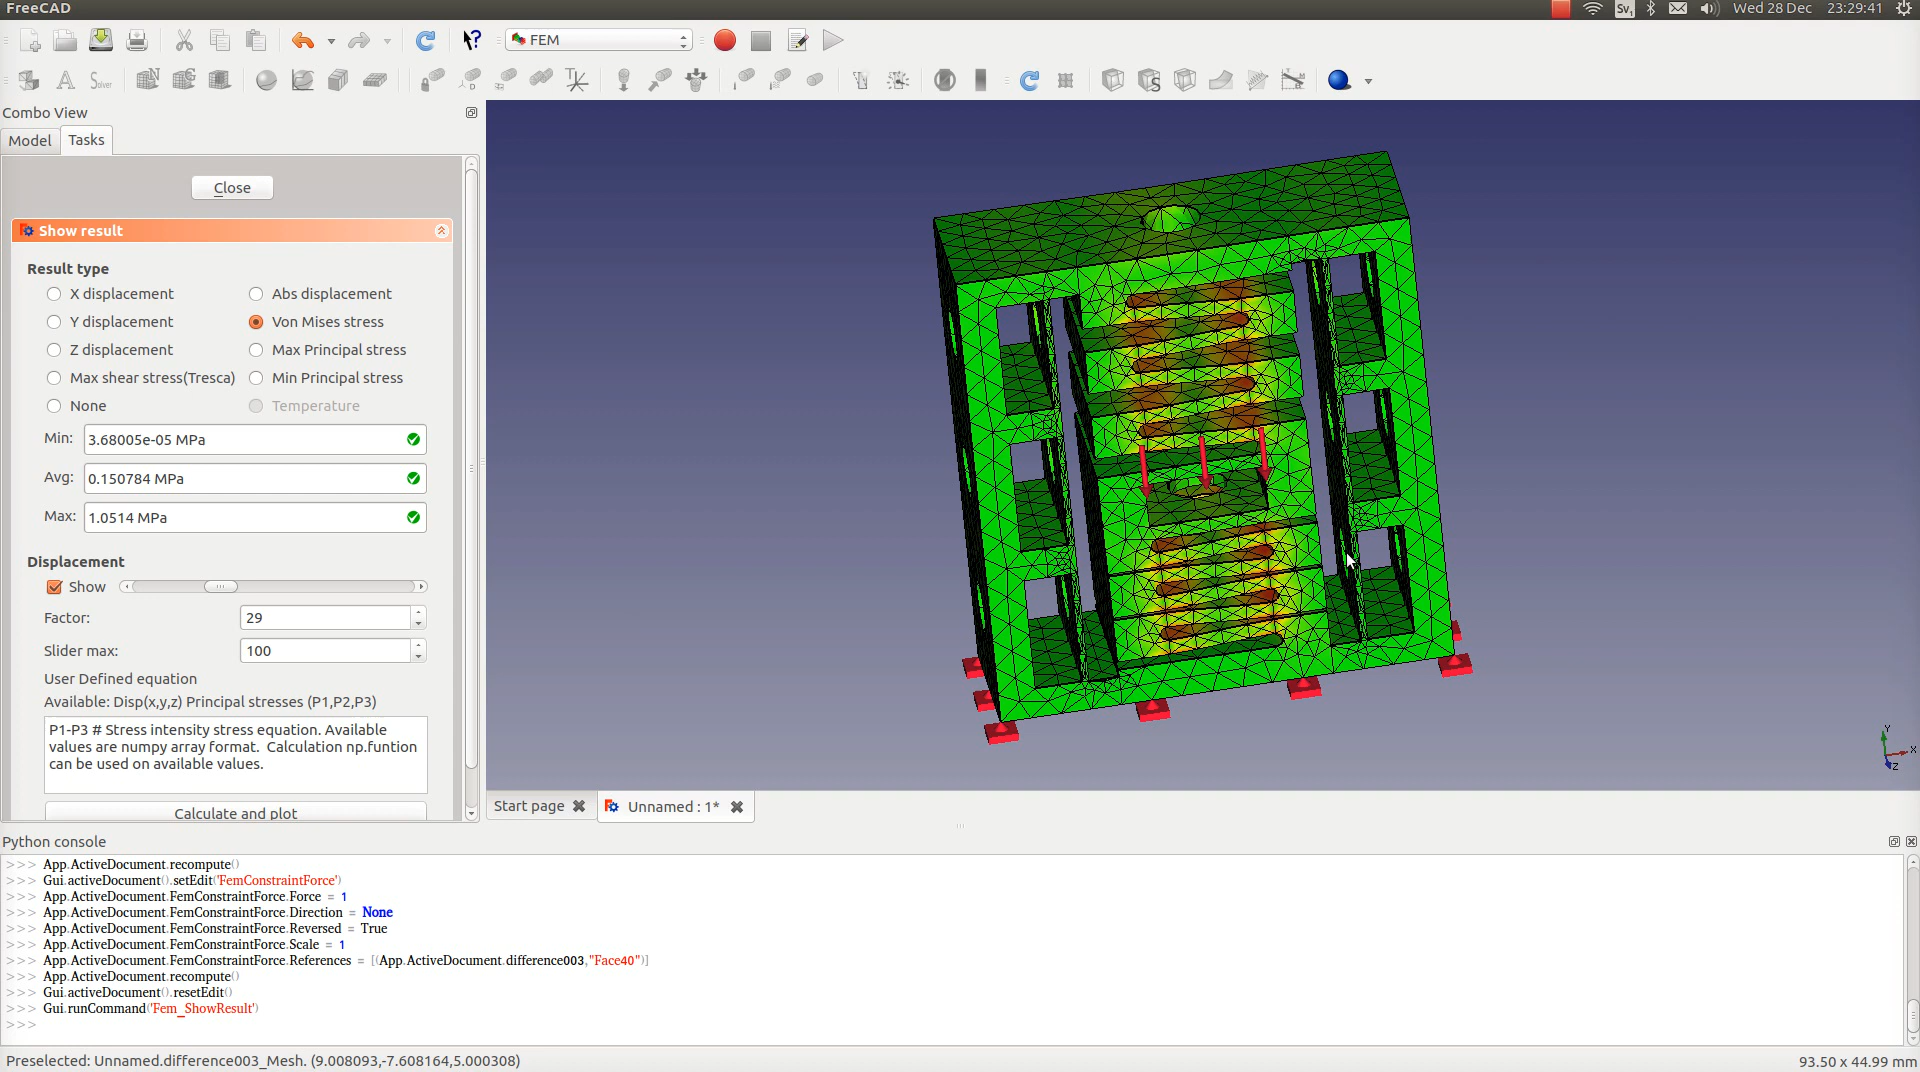 FreeCAD
Sv₁
Wed 28 Dec 23:29:41
FEM
Solver
Combo View
Model
Tasks
Close
Show result
Result type
X displacement
Abs displacement
Y displacement
Von Mises stress
Z displacement
Max Principal stress
Max shear stress(Tresca)
Min Principal stress
None
Temperature
Min: 3.68005e-05 MPa
Avg: 0.150784 MPa
Max: 1.0514 MPa
Displacement
Show
Factor: 29
Slider max: 100
User Defined equation
Available: Disp(x,y,z) Principal stresses (P1,P2,P3)
P1-P3 # Stress intensity stress equation. Available
values are numpy array format.  Calculation np.funtion
can be used on available values.
Calculate and plot
Y
X
Z
Start page
Unnamed : 1*
Python console
>>> App.ActiveDocument.recompute()
>>> Gui.activeDocument().setEdit('FemConstraintForce')
>>> App.ActiveDocument.FemConstraintForce.Force = 1
>>> App.ActiveDocument.FemConstraintForce.Direction = None
>>> App.ActiveDocument.FemConstraintForce.Reversed = True
>>> App.ActiveDocument.FemConstraintForce.Scale = 1
>>> App.ActiveDocument.FemConstraintForce.References = [(App.ActiveDocument.difference003,"Face40")]
>>> App.ActiveDocument.recompute()
>>> Gui.activeDocument().resetEdit()
>>> Gui.runCommand('Fem_ShowResult')
>>>
Preselected: Unnamed.difference003_Mesh. (9.008093,-7.608164,5.000308)
93.50 x 44.99 mm